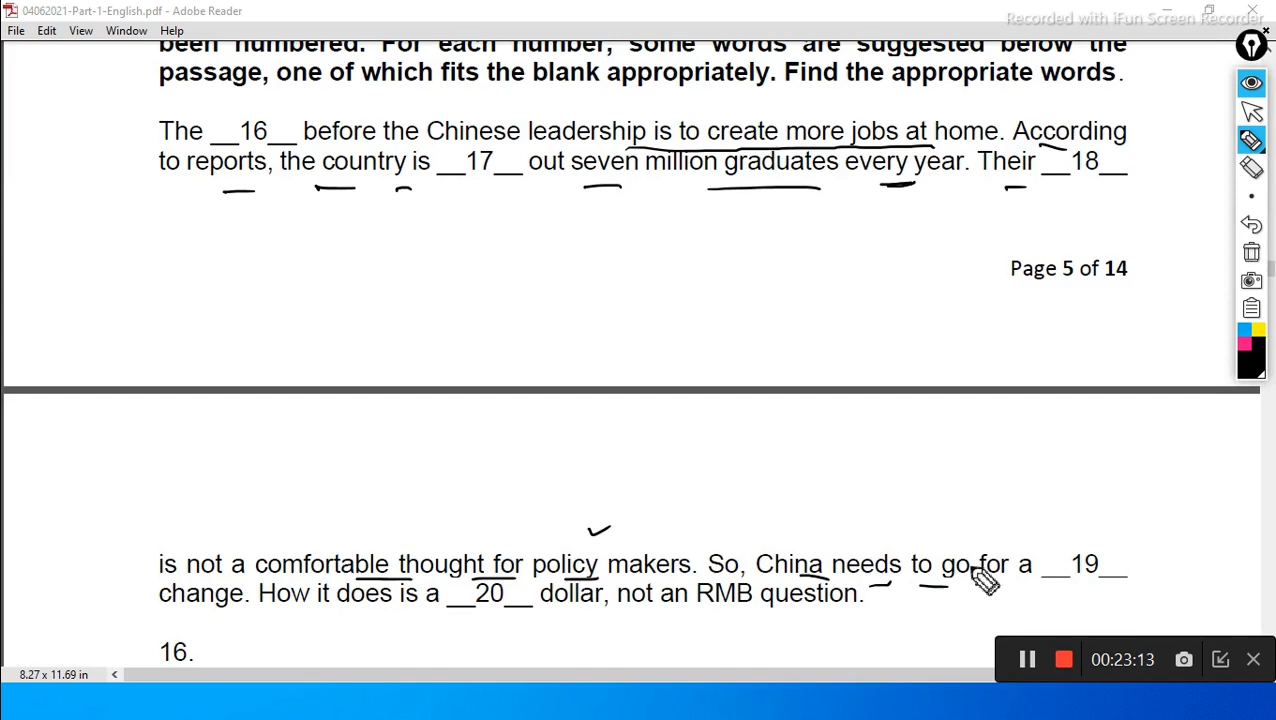 04062021-Part-1-English.pdf - Adobe Reader
Recorded with iFun Screen Recorder
File Edit View Window Help
been numbered. For each number, some words are suggested below the
passage, one of which fits the blank appropriately. Find the appropriate words.
The __16__ before the Chinese leadership is to create more jobs at home. According
to reports, the country is __17__ out seven million graduates every year. Their __18__
Page 5 of 14
is not a comfortable thought for policy makers. So, China needs to go for a __19__
change. How it does is a __20__ dollar, not an RMB question.
16.
00:23:13
8.27 x 11.69 in